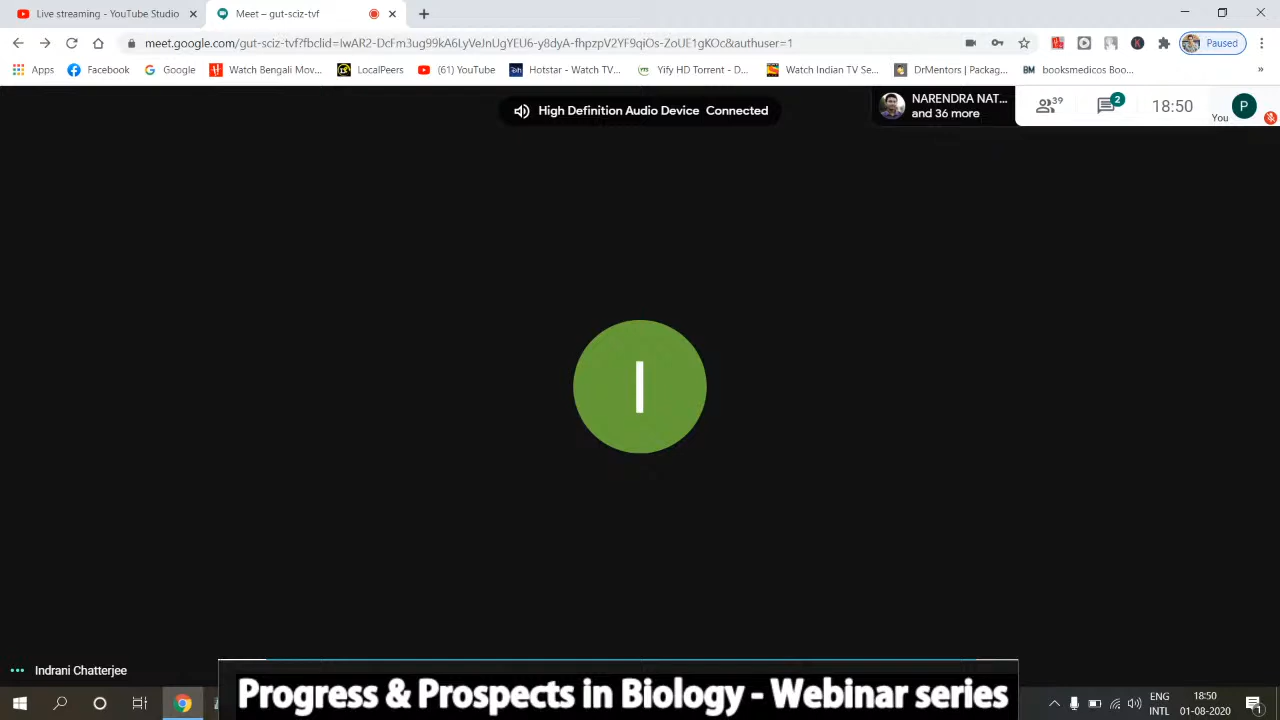 Live streaming - YouTube Studio
Meet – gut-sciz-tvf
meet.google.com/gut-sciz-tvf?fbclid=IwAR2-DcFm3ug99kA6LyVeJnUgHU6-y8dyA-fhpzpV2YF9qiOs-ZoUE1gKOc&authuser=1
Paused
Apps
Facebook
Google
Watch Bengali Mov...
LocalPeers
(61) YouTube
Hotstar - Watch TV...
Yify HD Torrent - D...
Watch Indian TV Se...
DrMentors | Packag...
BM booksmedicos Boo...
»
High Definition Audio Device Connected
NARENDRA NAT...
and 36 more
39
2
18:50
You
P
I
Indrani Chatterjee
Progress & Prospects in Biology - Webinar series
ENG
INTL
18:50
01-08-2020